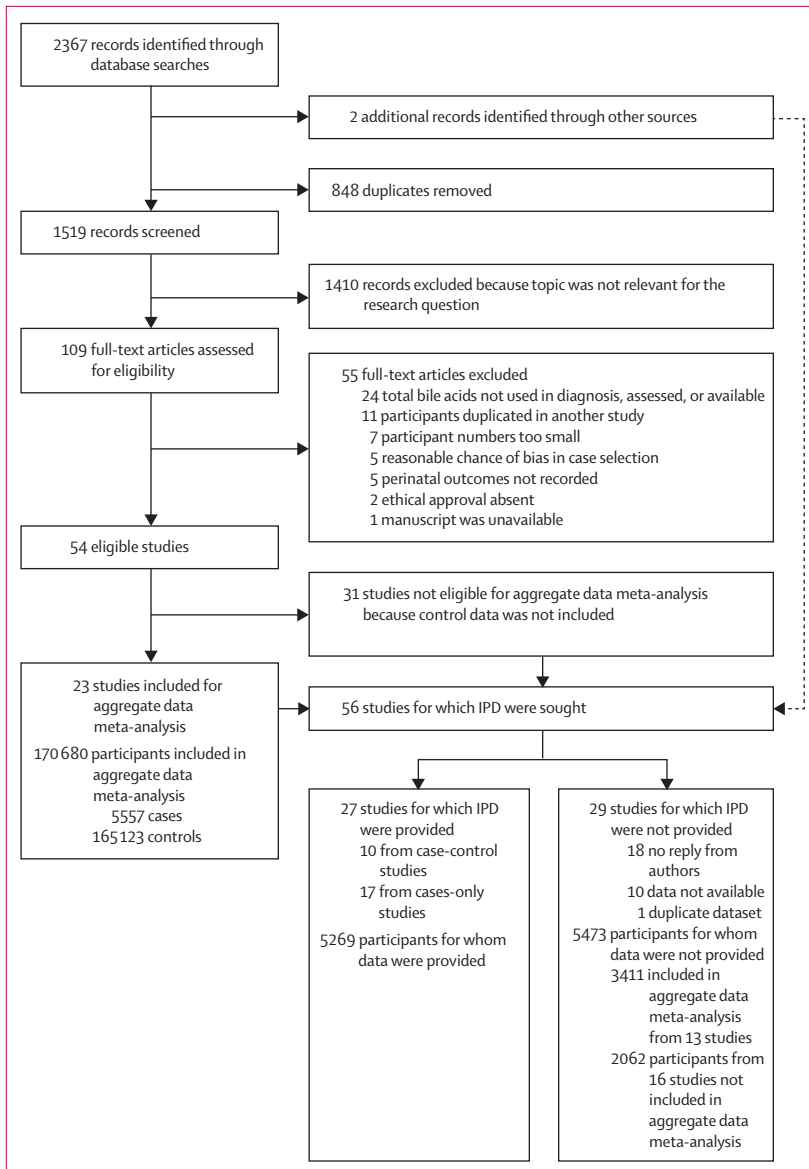 2367 records identified through
database searches
2 additional records identified through other sources
848 duplicates removed
1519 records screened
1410 records excluded because topic was not relevant for the
research question
109 full-text articles assessed
for eligibility
55 full-text articles excluded
24 total bile acids not used in diagnosis, assessed, or available
11 participants duplicated in another study
7 participant numbers too small
5 reasonable chance of bias in case selection
5 perinatal outcomes not recorded
2 ethical approval absent
1 manuscript was unavailable
54 eligible studies
31 studies not eligible for aggregate data meta-analysis
because control data was not included
23 studies included for
aggregate data
meta-analysis
170 680 participants included in
aggregate data
meta-analysis
5557 cases
165 123 controls
56 studies for which IPD were sought
27 studies for which IPD
were provided
10 from case-control
studies
17 from cases-only
studies
5269 participants for whom
data were provided
29 studies for which IPD
were not provided
18 no reply from
authors
10 data not available
1 duplicate dataset
5473 participants for whom
data were not provided
3411 included in
aggregate data
meta-analysis
from 13 studies
2062 participants from
16 studies not
included in
aggregate data
meta-analysis